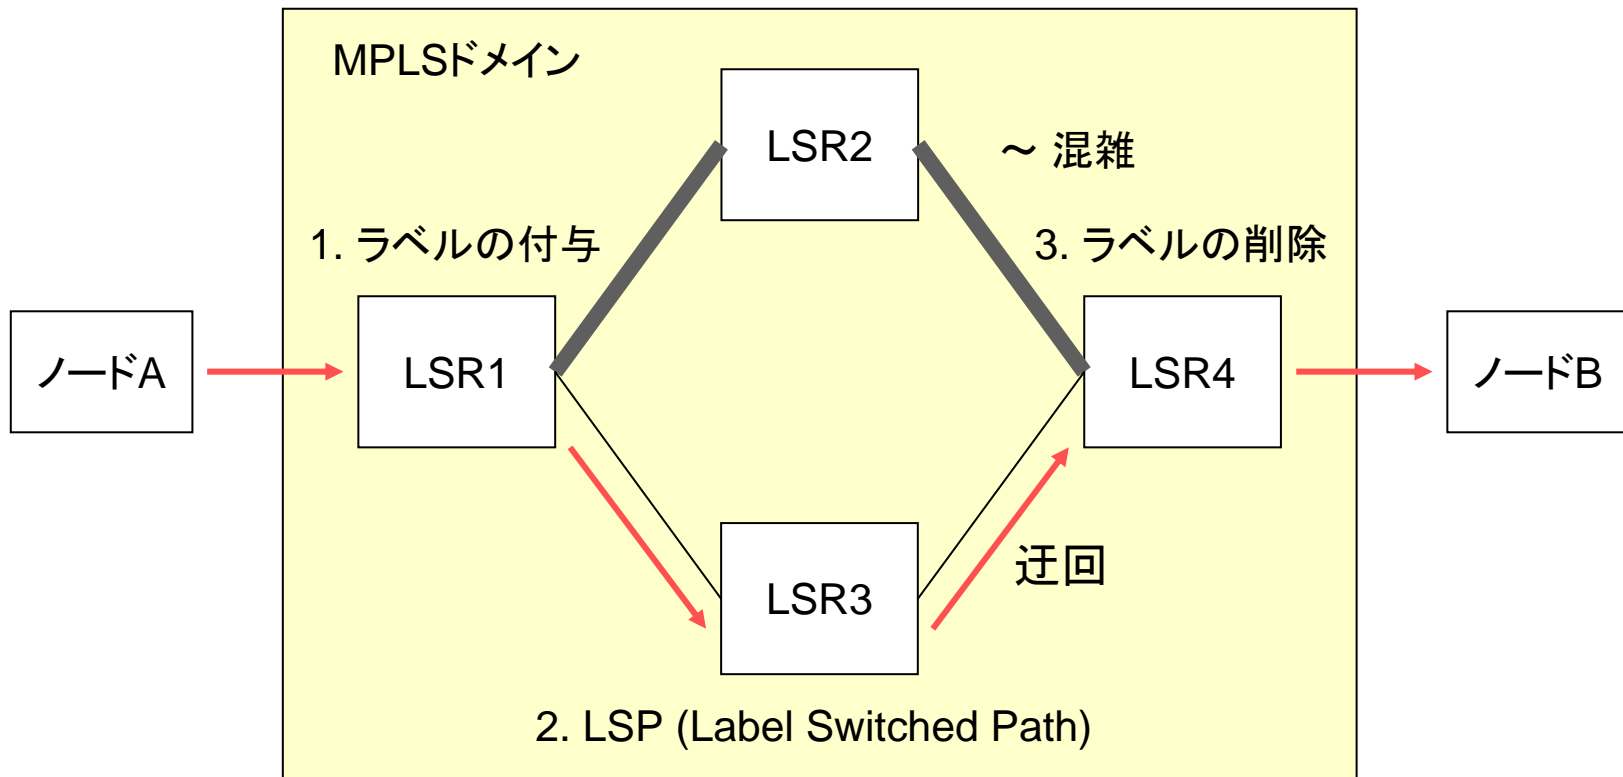 MPLSドメイン
LSR2
～ 混雑
1. ラベルの付与
3. ラベルの削除
ノードA
LSR1
LSR4
ノードB
迂回
LSR3
2. LSP (Label Switched Path)